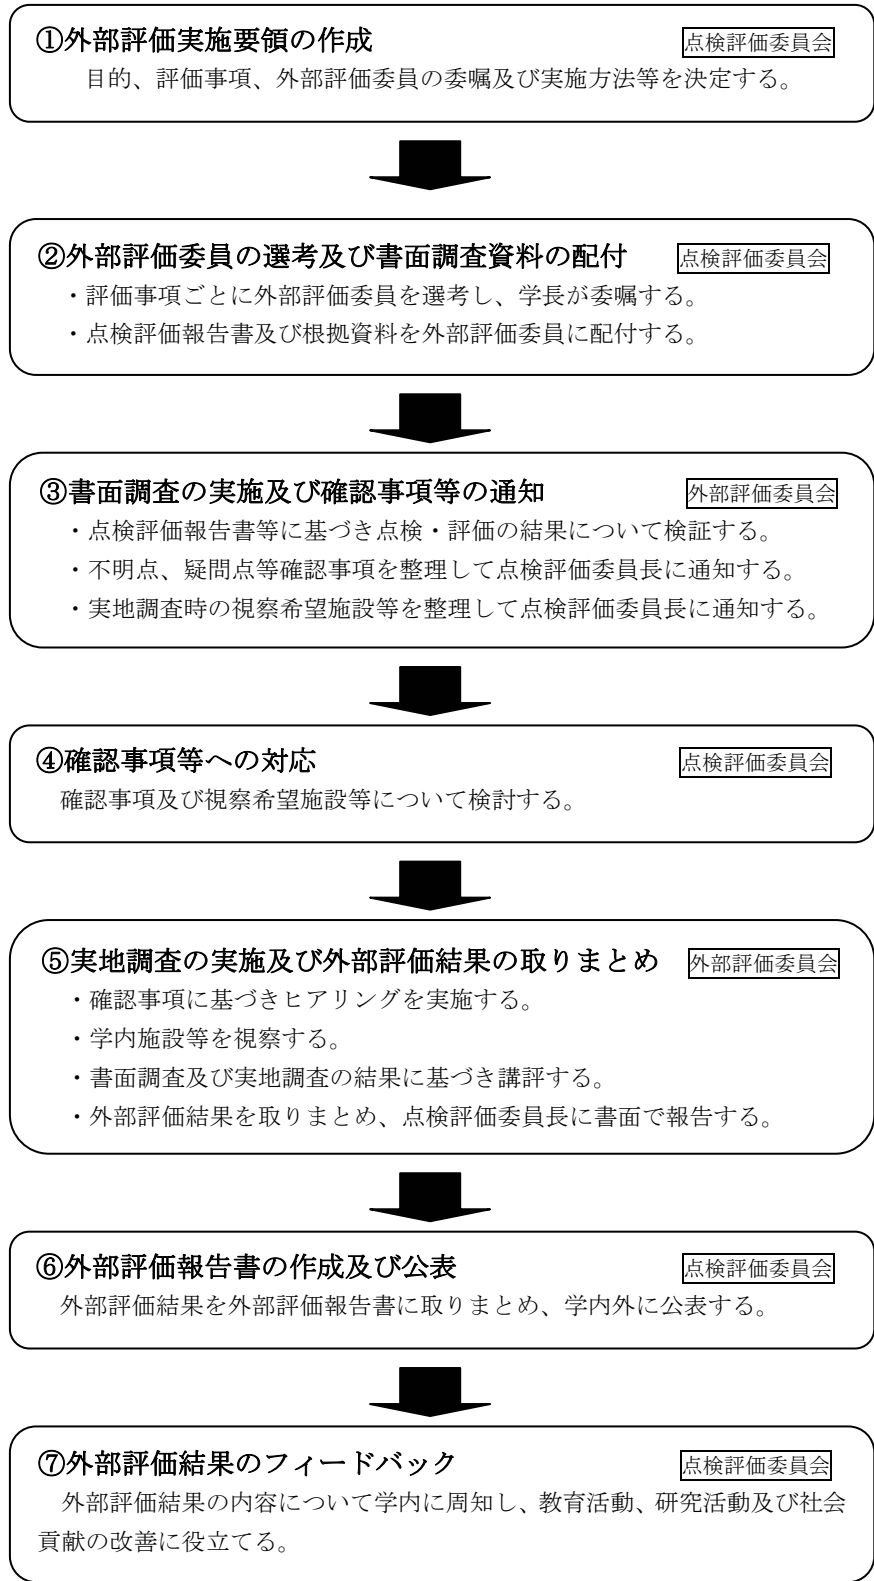 ①外部評価実施要領の作成 点検評価委員会
目的、評価事項、外部評価委員の委嘱及び実施方法等を決定する。
②外部評価委員の選考及び書面調査資料の配付 点検評価委員会
・評価事項ごとに外部評価委員を選考し、学長が委嘱する。
・点検評価報告書及び根拠資料を外部評価委員に配付する。
③書面調査の実施及び確認事項等の通知 外部評価委員会
・点検評価報告書等に基づき点検・評価の結果について検証する。
・不明点、疑問点等確認事項を整理して点検評価委員長に通知する。
・実地調査時の視察希望施設等を整理して点検評価委員長に通知する。
④確認事項等への対応 点検評価委員会
確認事項及び視察希望施設等について検討する。
⑤実地調査の実施及び外部評価結果の取りまとめ 外部評価委員会
・確認事項に基づきヒアリングを実施する。
・学内施設等を視察する。
・書面調査及び実地調査の結果に基づき講評する。
・外部評価結果を取りまとめ、点検評価委員長に書面で報告する。
⑥外部評価報告書の作成及び公表 点検評価委員会
外部評価結果を外部評価報告書に取りまとめ、学内外に公表する。
⑦外部評価結果のフィードバック 点検評価委員会
外部評価結果の内容について学内に周知し、教育活動、研究活動及び社会
貢献の改善に役立てる。